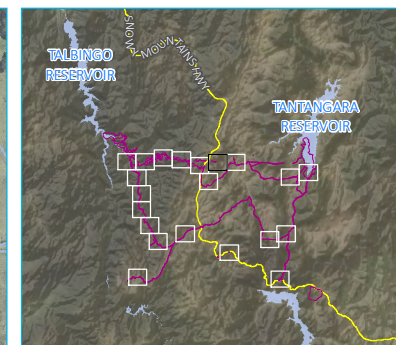 SNOWY MOUNTAINS HWY
TALBINGO
RESERVOIR
TANTANGARA
RESERVOIR